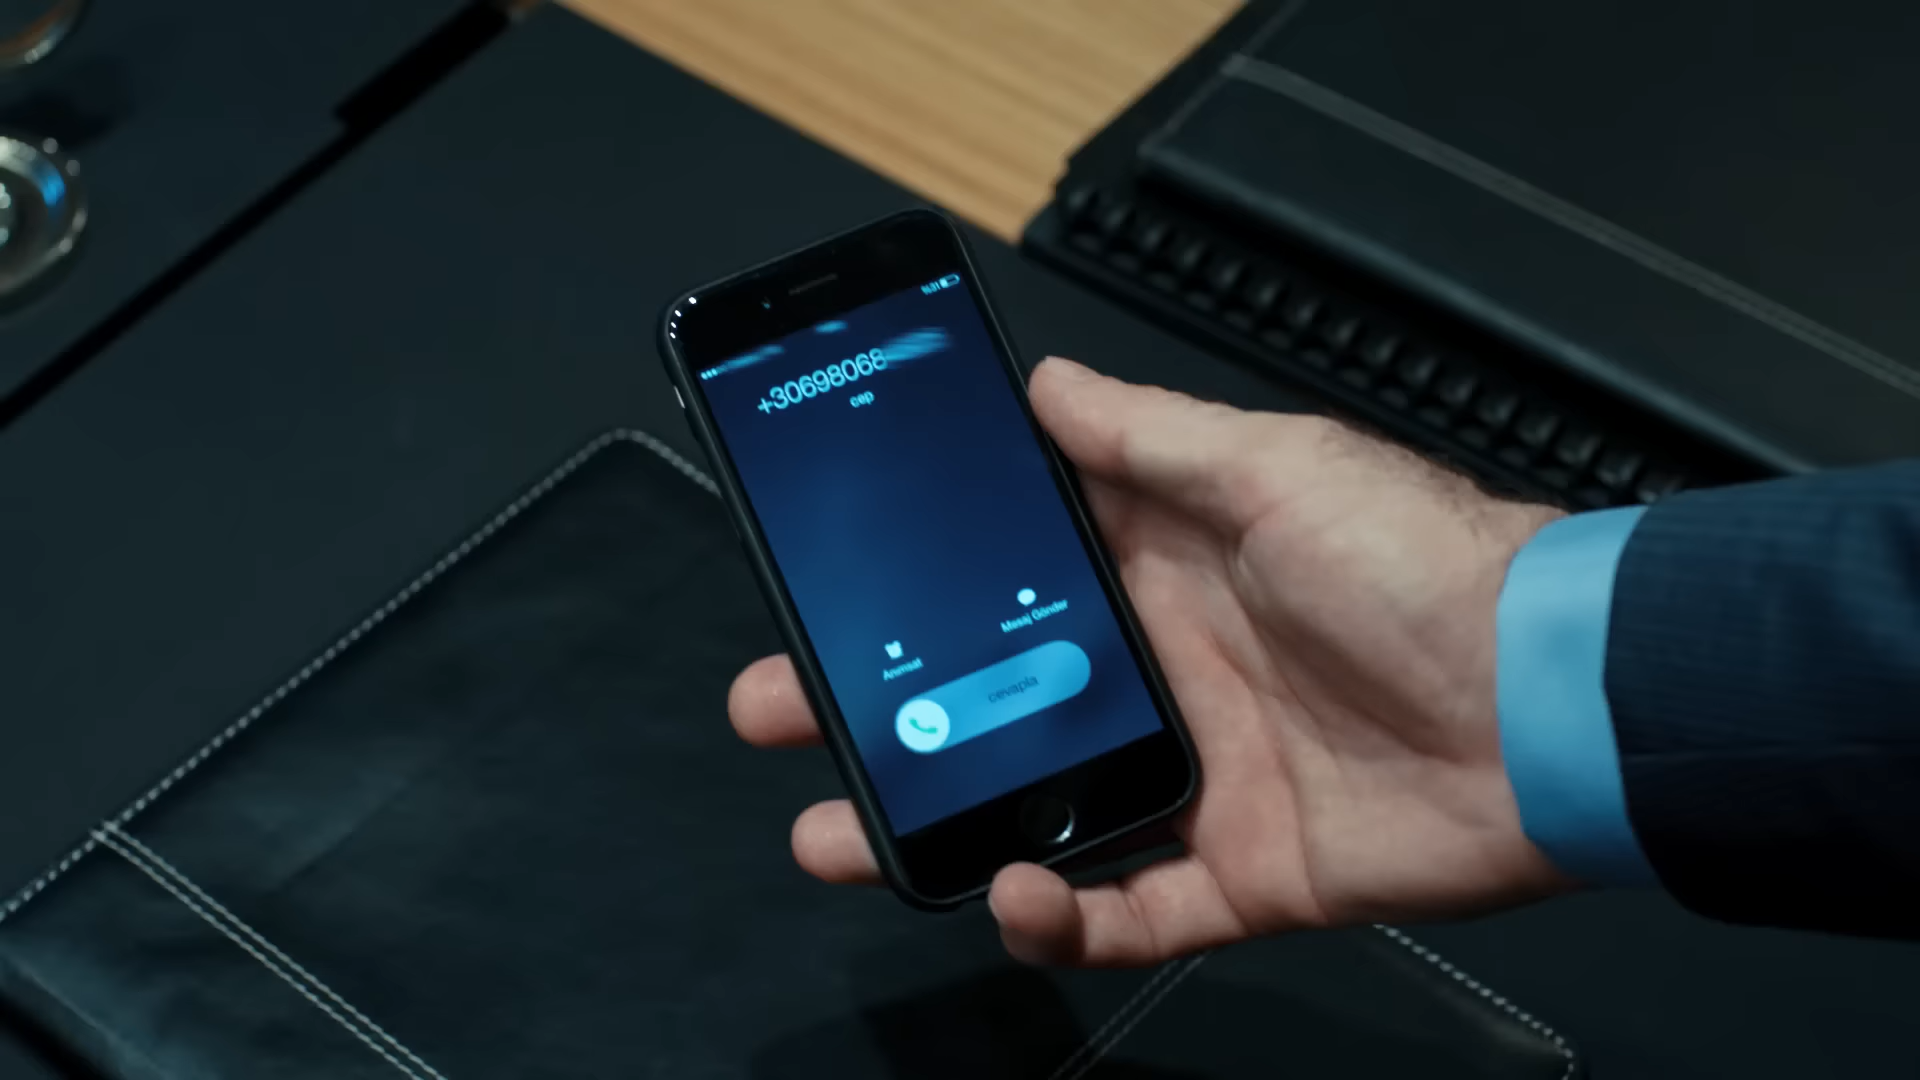 +30698068
cep
Anımsat
Mesaj Gönder
cevapla